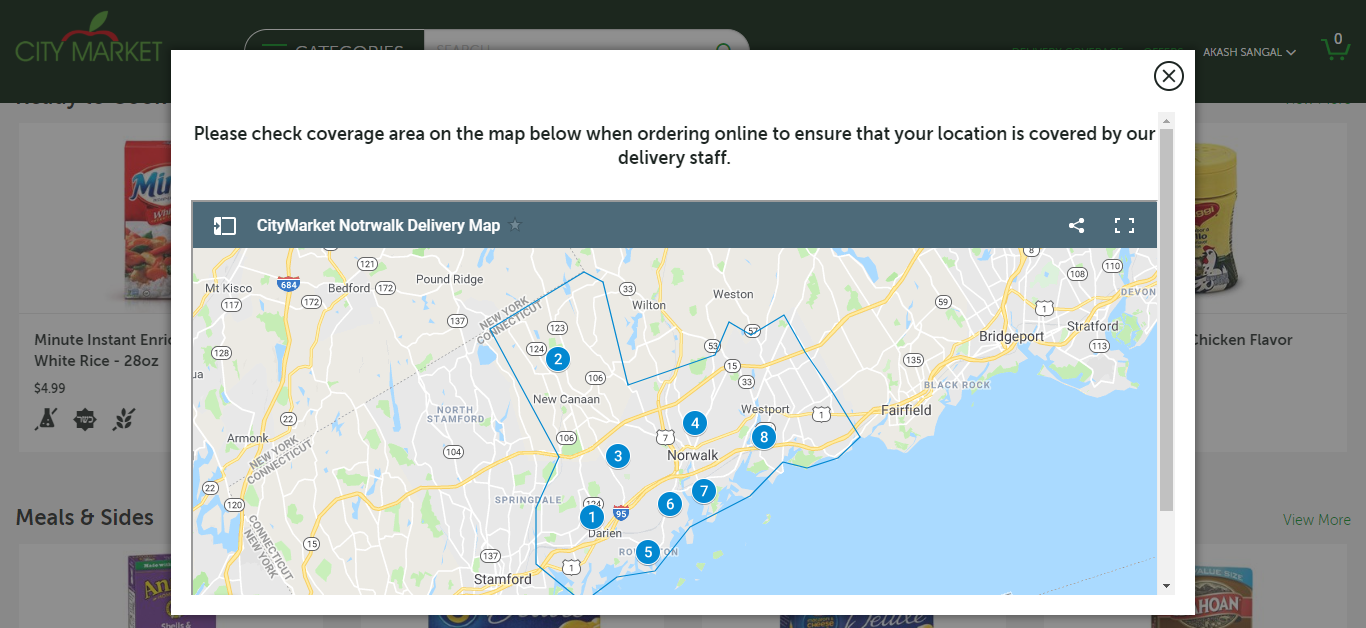 CITY MARKET
CATEGORIES
SEARCH
AKASH SANGAL
0
Please check coverage area on the map below when ordering online to ensure that your location is covered by our
delivery staff.
CityMarket Notrwalk Delivery Map
121
Pound Ridge
8
110
108
Mt Kisco
684
Bedford
172
33
Weston
DEVON
117
172
Wilton
59
1
NEW YORK
CONNECTICUT
137
123
57
Stratford
Bridgeport
Minute Instant Enric
White Rice - 28oz
$4.99
128
124
2
53
113
Chicken Flavor
15
135
106
33
BLACK ROCK
New Canaan
NORTH
STAMFORD
Westport
1
Fairfield
22
4
Armonk
106
7
8
NEW YORK
CONNECTICUT
104
3
Norwalk
22
7
120
SPRINGDALE
124
6
1
95
Meals & Sides
View More
Darien
CONNECTICUT
NEW YORK
15
5
137
Stamford
1